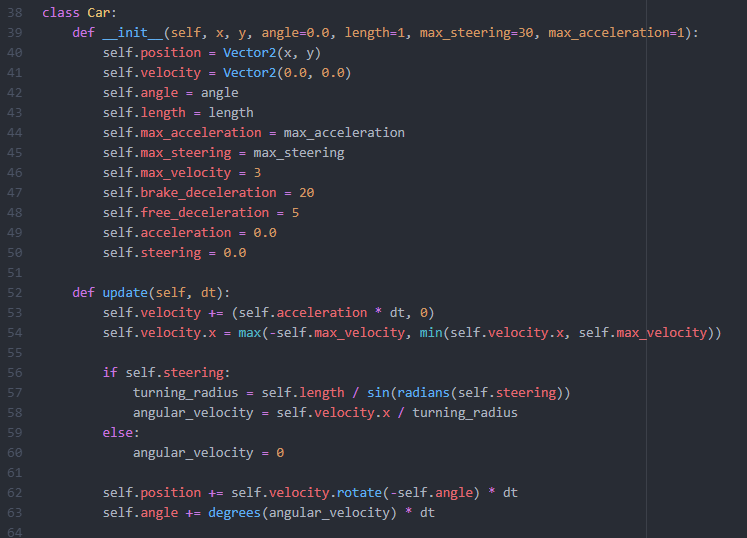 38 class Car:
39     def __init__(self, x, y, angle=0.0, length=1, max_steering=30, max_acceleration=1):
40         self.position = Vector2(x, y)
41         self.velocity = Vector2(0.0, 0.0)
42         self.angle = angle
43         self.length = length
44         self.max_acceleration = max_acceleration
45         self.max_steering = max_steering
46         self.max_velocity = 3
47         self.brake_deceleration = 20
48         self.free_deceleration = 5
49         self.acceleration = 0.0
50         self.steering = 0.0
51
52     def update(self, dt):
53         self.velocity += (self.acceleration * dt, 0)
54         self.velocity.x = max(-self.max_velocity, min(self.velocity.x, self.max_velocity))
55
56         if self.steering:
57             turning_radius = self.length / sin(radians(self.steering))
58             angular_velocity = self.velocity.x / turning_radius
59         else:
60             angular_velocity = 0
61
62         self.position += self.velocity.rotate(-self.angle) * dt
63         self.angle += degrees(angular_velocity) * dt
64